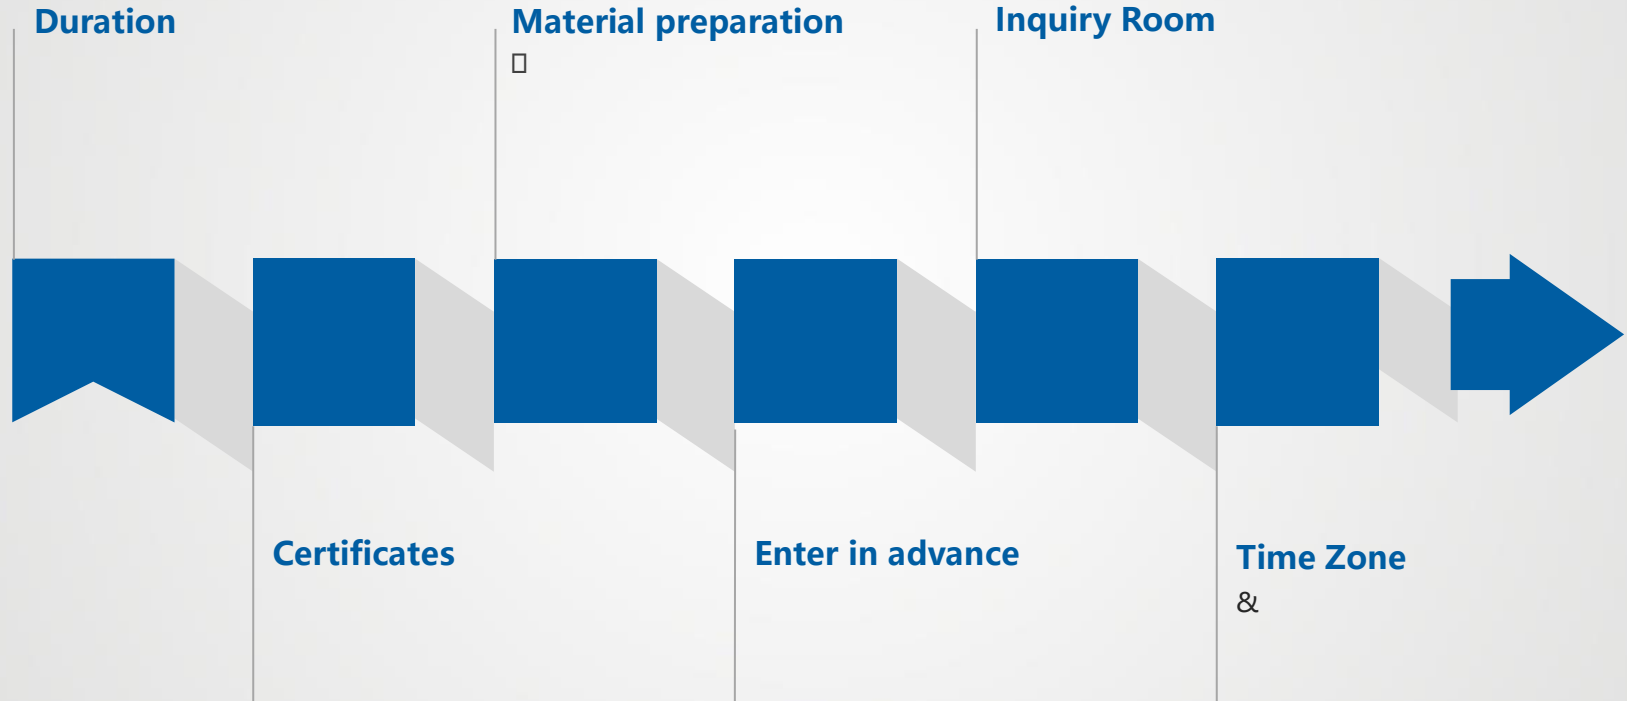 Duration
Material preparation
▯
Inquiry Room
Certificates
Enter in advance
Time Zone
&